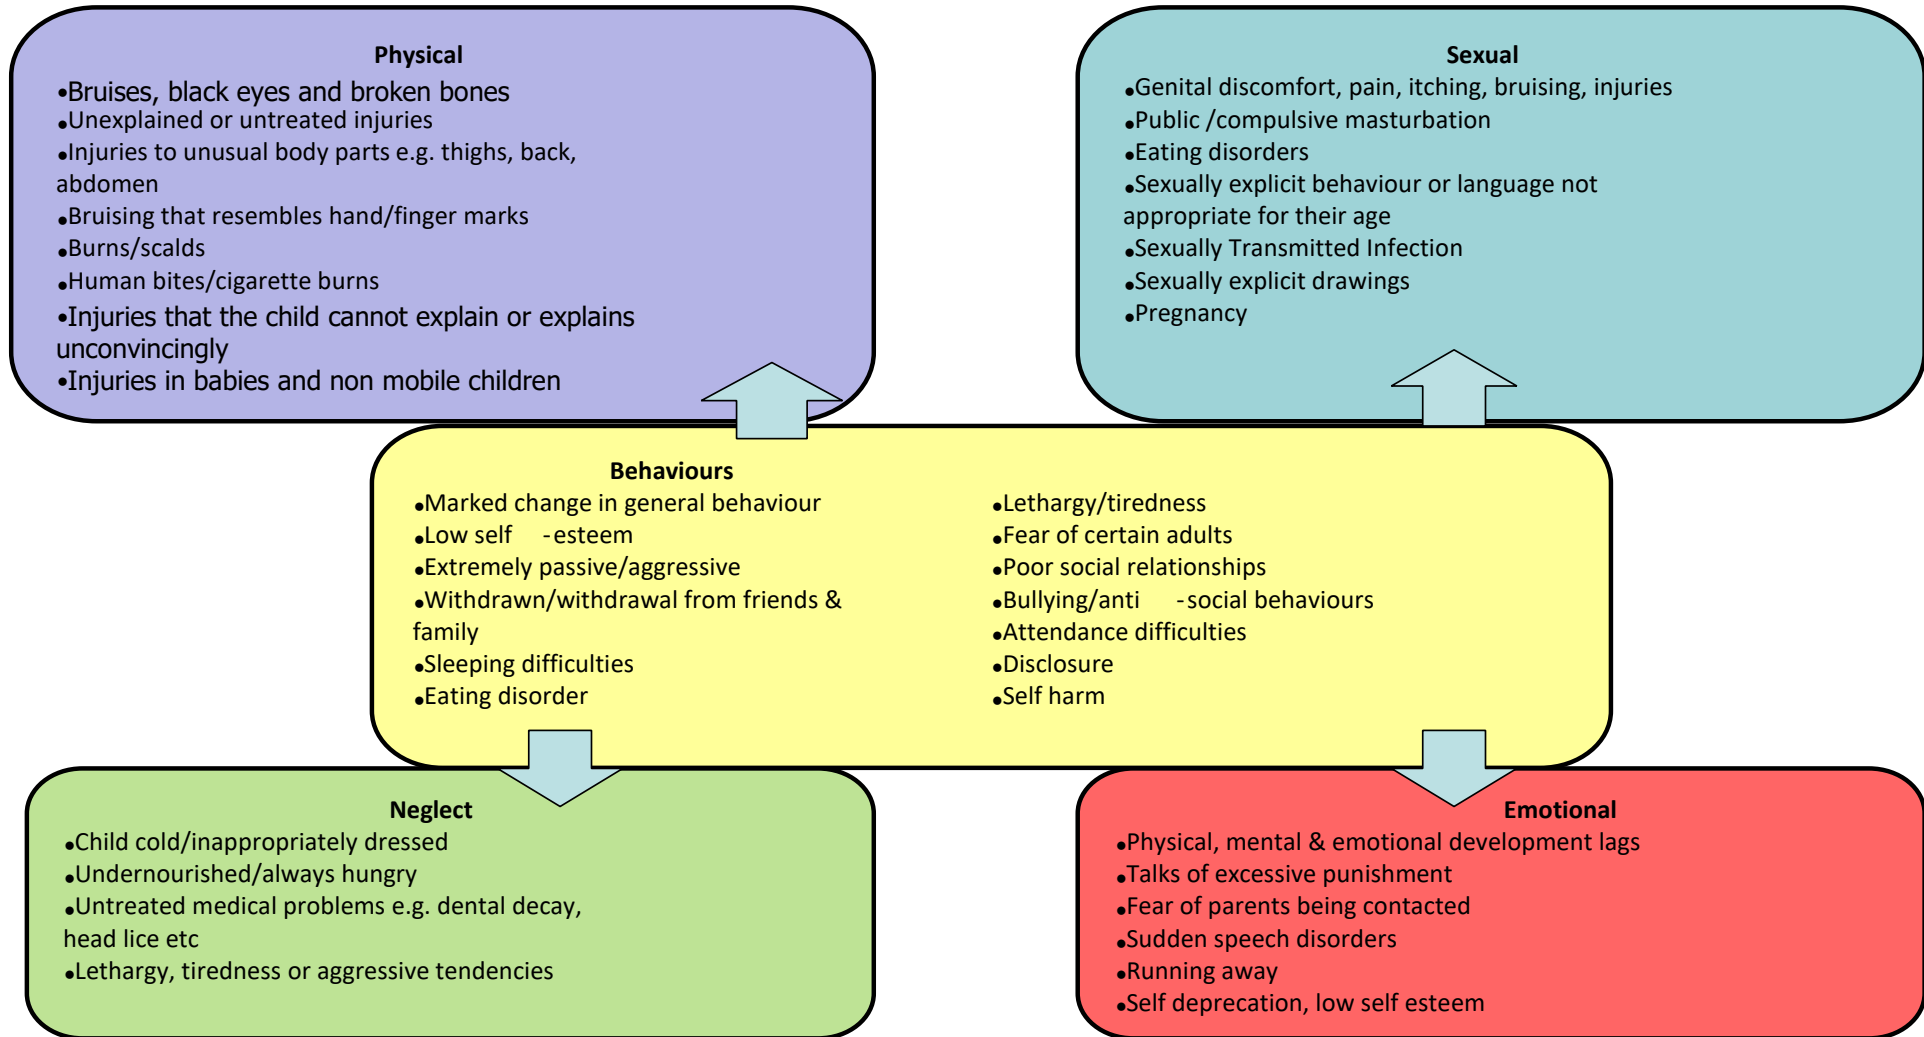 Physical
•Bruises, black eyes and broken bones
•Unexplained or untreated injuries
•Injuries to unusual body parts e.g. thighs, back,
abdomen
•Bruising that resembles hand/finger marks
•Burns/scalds
•Human bites/cigarette burns
•Injuries that the child cannot explain or explains
unconvincingly
•Injuries in babies and non mobile children
Sexual
•Genital discomfort, pain, itching, bruising, injuries
•Public /compulsive masturbation
•Eating disorders
•Sexually explicit behaviour or language not
appropriate for their age
•Sexually Transmitted Infection
•Sexually explicit drawings
•Pregnancy
Behaviours
•Marked change in general behaviour
•Low self -esteem
•Extremely passive/aggressive
•Withdrawn/withdrawal from friends &
family
•Sleeping difficulties
•Eating disorder
•Lethargy/tiredness
•Fear of certain adults
•Poor social relationships
•Bullying/anti -social behaviours
•Attendance difficulties
•Disclosure
•Self harm
Neglect
•Child cold/inappropriately dressed
•Undernourished/always hungry
•Untreated medical problems e.g. dental decay,
head lice etc
•Lethargy, tiredness or aggressive tendencies
Emotional
•Physical, mental & emotional development lags
•Talks of excessive punishment
•Fear of parents being contacted
•Sudden speech disorders
•Running away
•Self deprecation, low self esteem